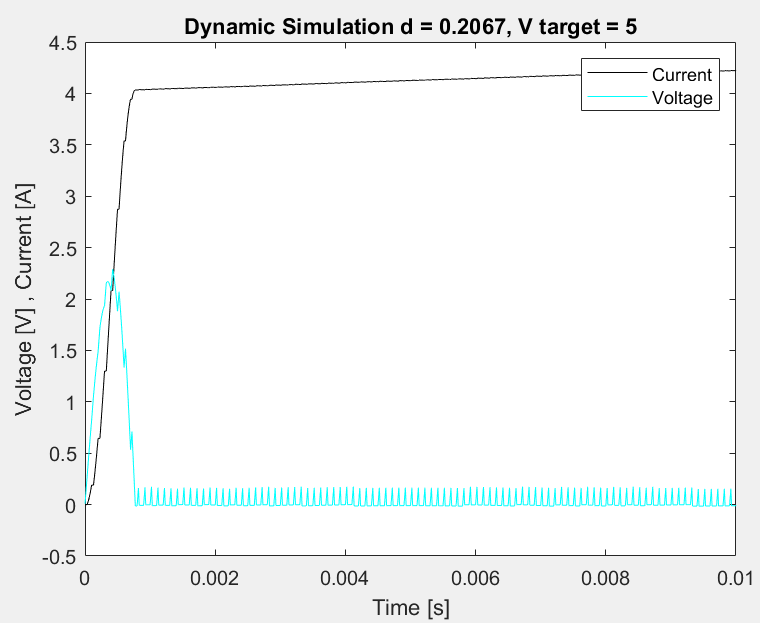 Dynamic Simulation d = 0.2067, V target = 5
4.5
4
3.5
3
2.5
2
1.5
1
0.5
0
-0.5
Voltage [V] , Current [A]
Current
Voltage
0 0.002 0.004 0.006 0.008 0.01
Time [s]